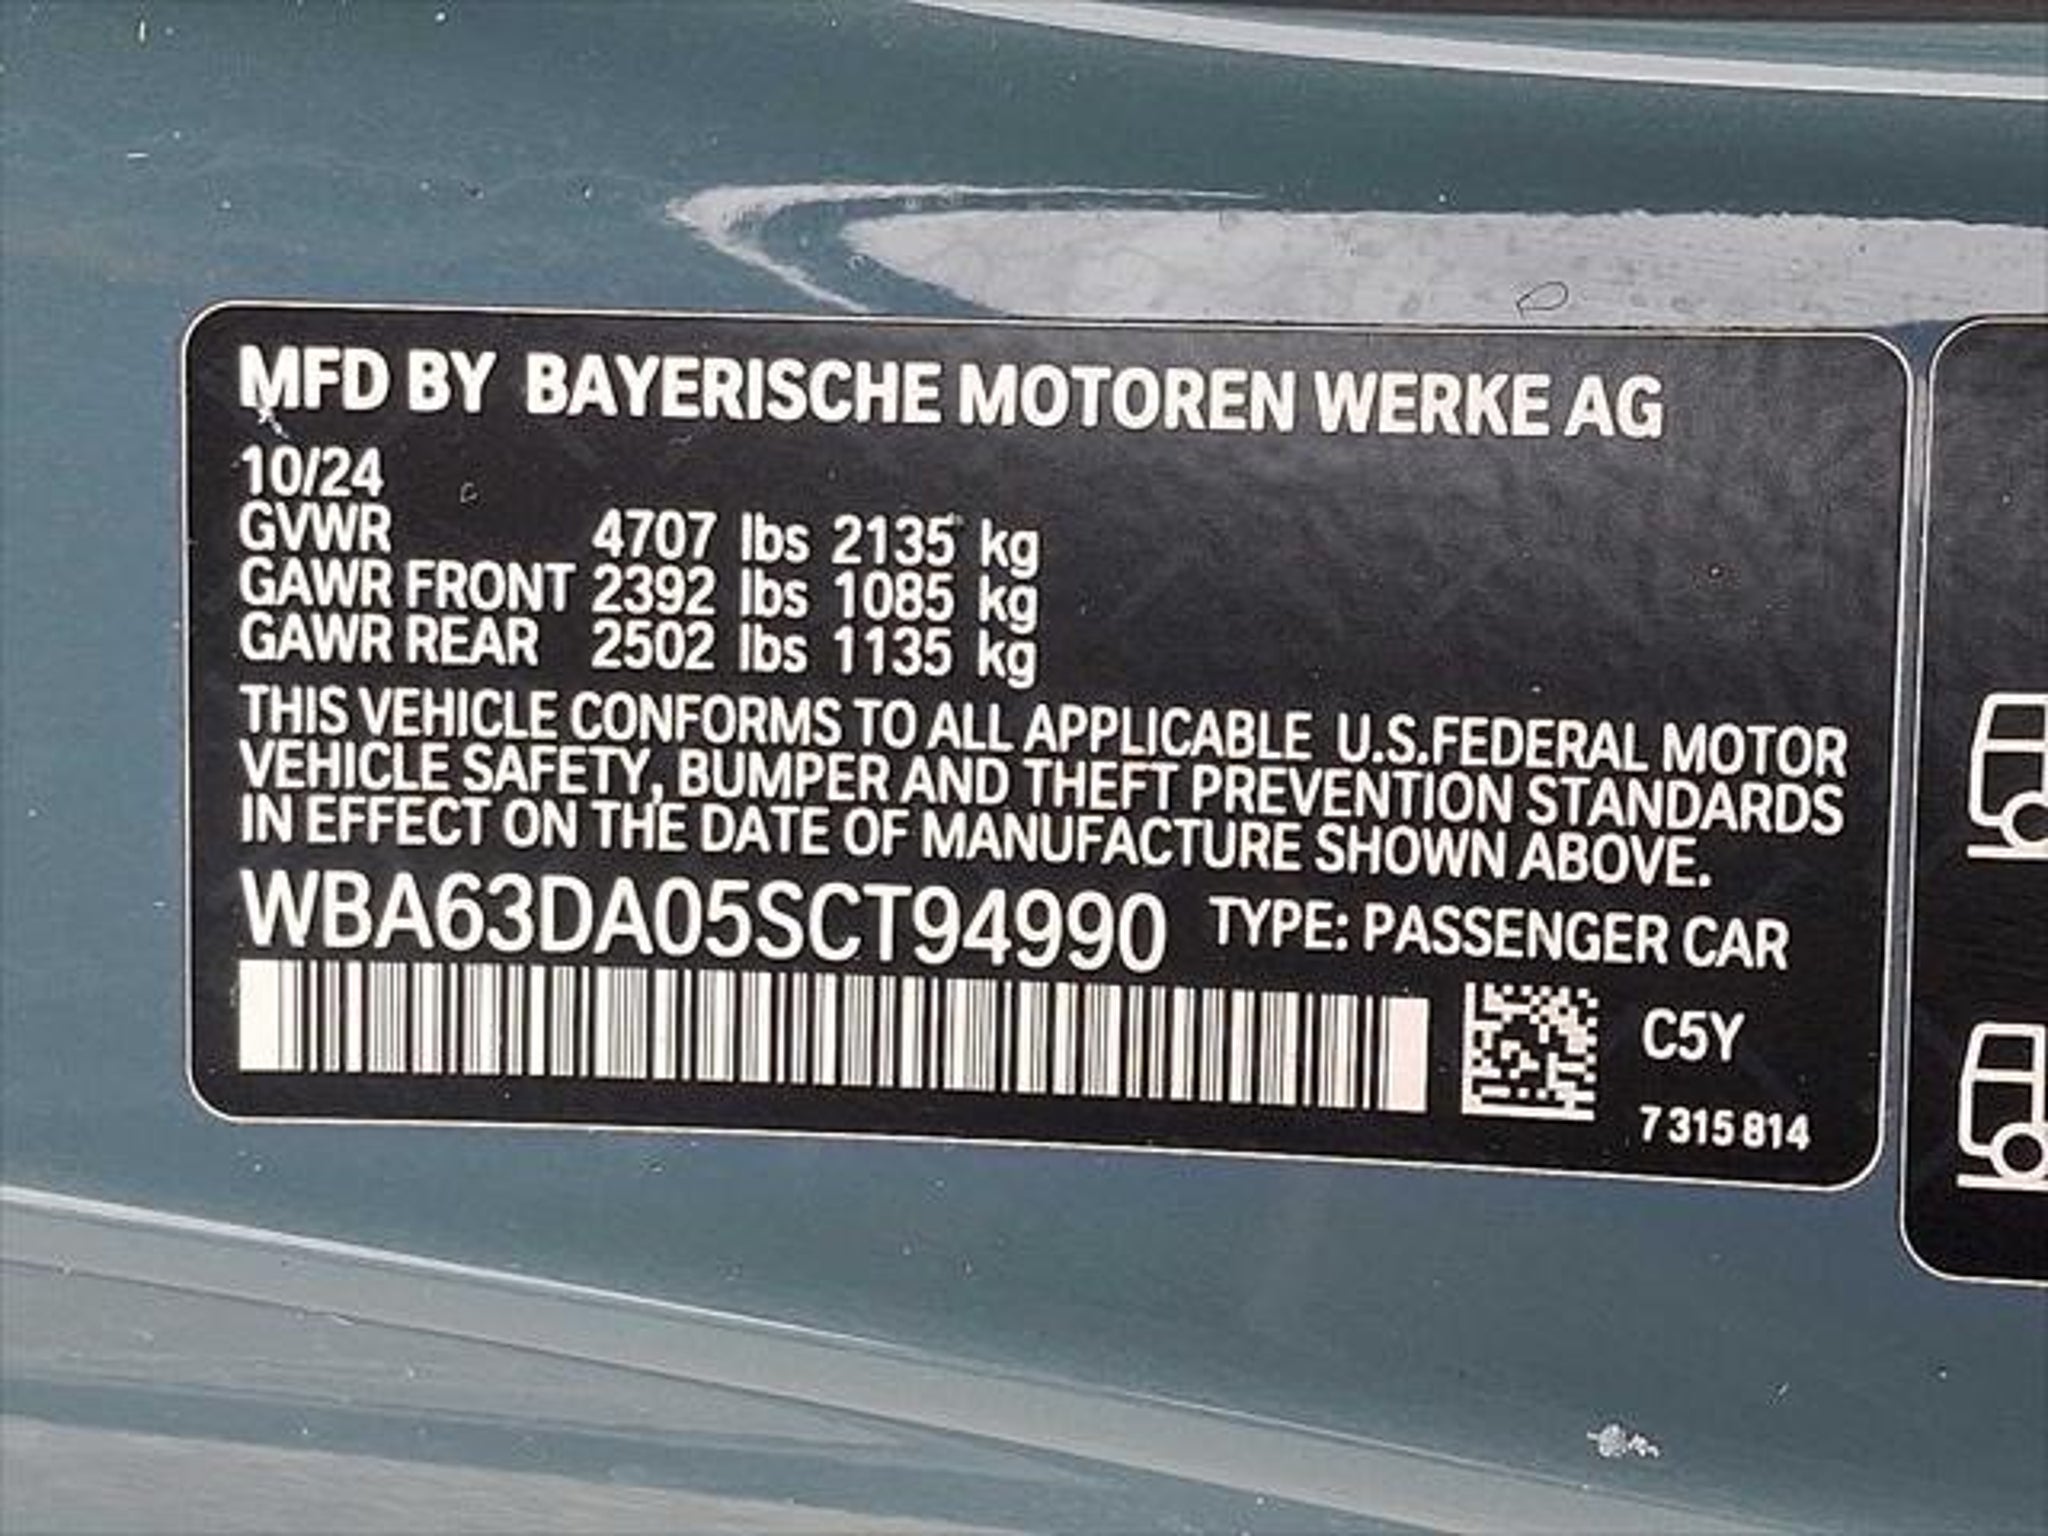 MFD BY BAYERISCHE MOTOREN WERKE AG
10/24
GVWR 4707 lbs 2135 kg
GAWR FRONT 2392 lbs 1085 kg
GAWR REAR 2502 lbs 1135 kg
THIS VEHICLE CONFORMS TO ALL APPLICABLE U.S.FEDERAL MOTOR
VEHICLE SAFETY, BUMPER AND THEFT PREVENTION STANDARDS
IN EFFECT ON THE DATE OF MANUFACTURE SHOWN ABOVE.
WBA63DA05SCT94990 TYPE: PASSENGER CAR
C5Y
7 315 814